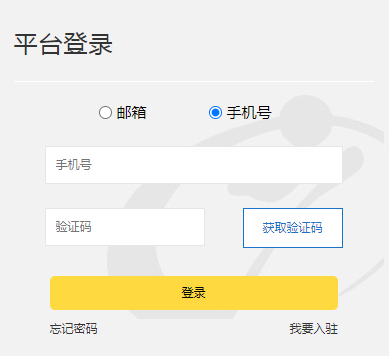 平台登录
邮箱 手机号
手机号
验证码 获取验证码
登录
忘记密码 我要入驻